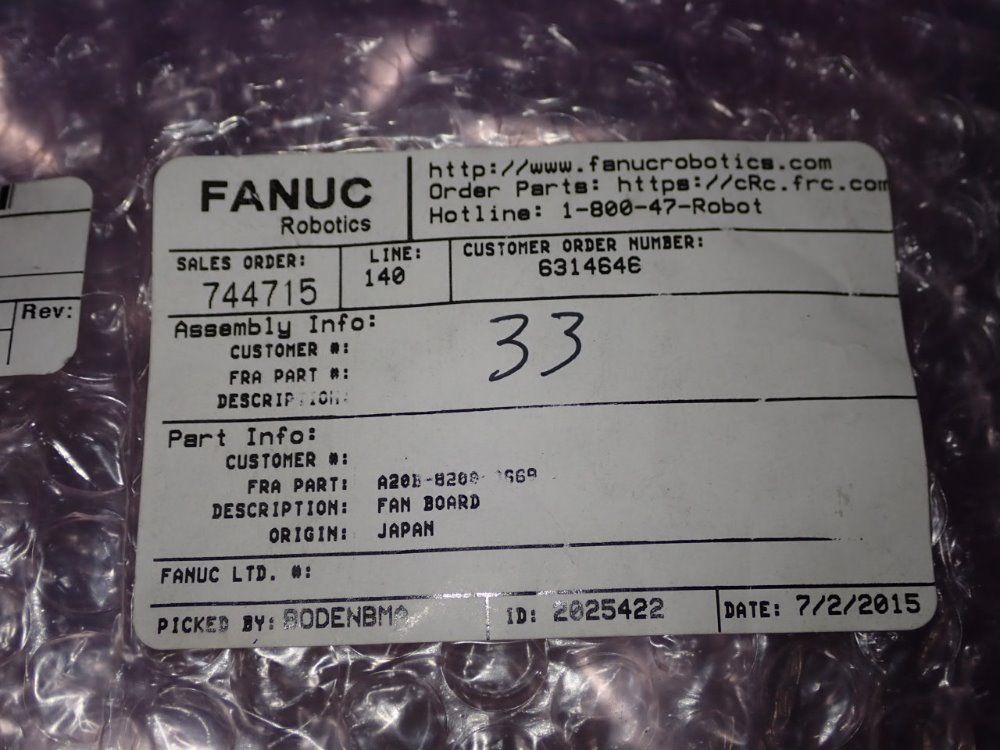 FANUC
Robotics
http://www.fanucrobotics.com
Order Parts: https://cRc.frc.com
Hotline: 1-800-47-Robot
SALES ORDER:
744715
LINE:
140
CUSTOMER ORDER NUMBER:
6314646
Assembly Info:
33
CUSTOMER #:
FRA PART #:
DESCRIPTION:
Part Info:
CUSTOMER #:
FRA PART:
DESCRIPTION: FAN BOARD
ORIGIN: JAPAN
FANUC LTD. #:
PICKED BY: BODENBMA
ID: 2025422
DATE: 7/2/2015
Rev: